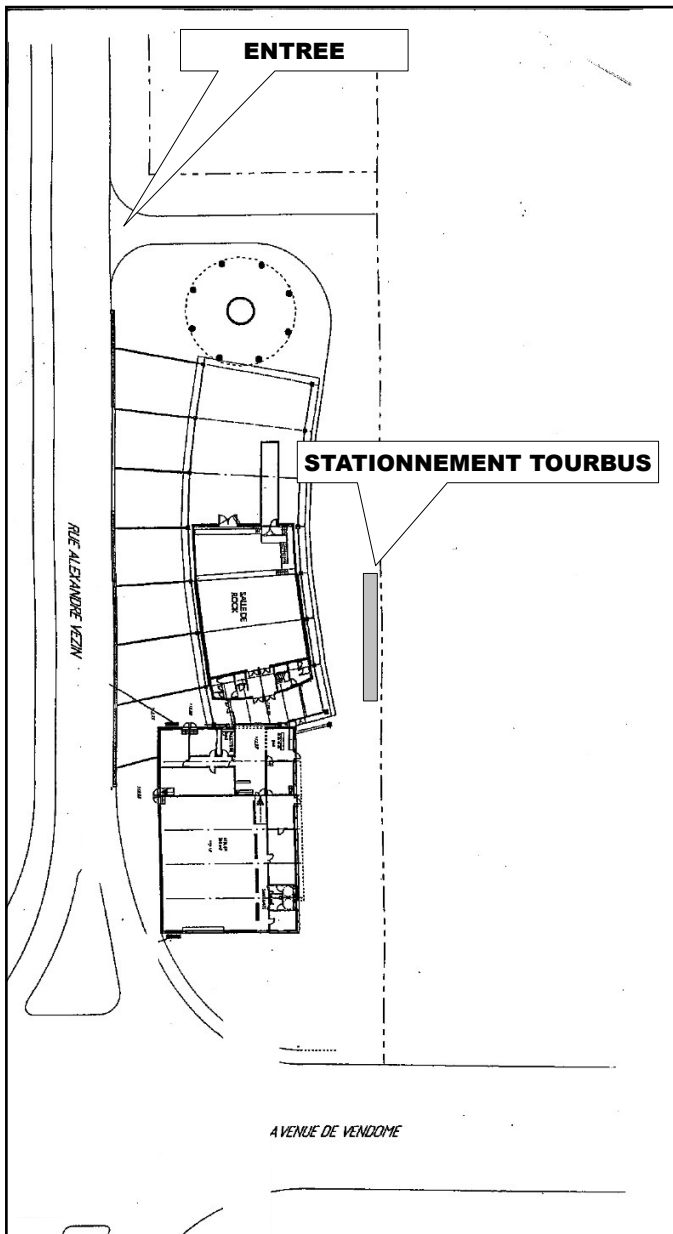 ENTREE
STATIONNEMENT TOURBUS
RUE ALEXANDRE VEZIN
SALLE DE
ROCK
AVENUE DE VENDOME